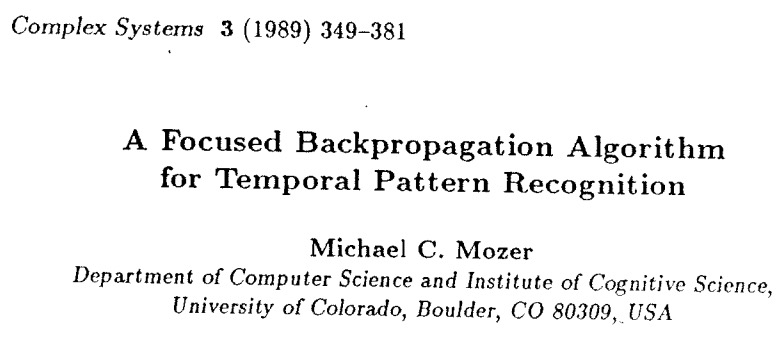 Complex Systems 3 (1989) 349–381
A Focused Backpropagation Algorithm
for Temporal Pattern Recognition
Michael C. Mozer
Department of Computer Science and Institute of Cognitive Science,
University of Colorado, Boulder, CO 80309, USA